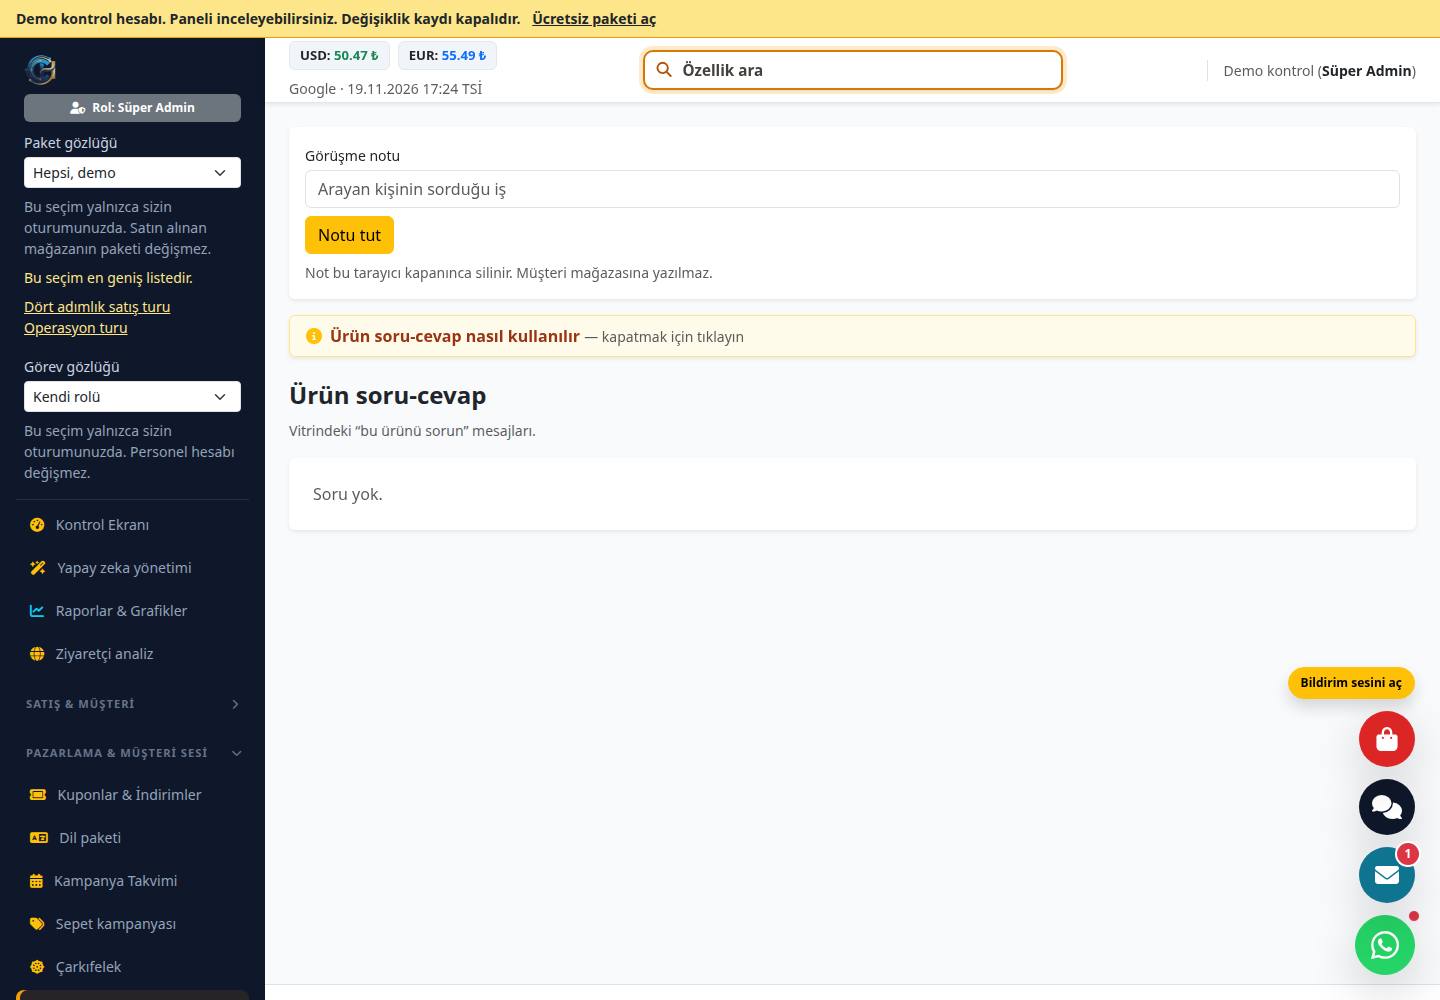 Demo kontrol hesabı. Paneli inceleyebilirsiniz. Değişiklik kaydı kapalıdır. Ücretsiz paketi aç
USD: 50.47 ₺ EUR: 55.49 ₺
Google · 19.11.2026 17:24 TSİ
Özellik ara
Demo kontrol (Süper Admin)
Rol: Süper Admin
Paket gözlüğü
Hepsi, demo
Bu seçim yalnızca sizin
oturumunuzda. Satın alınan
mağazanın paketi değişmez.
Bu seçim en geniş listedir.
Dört adımlık satış turu
Operasyon turu
Görev gözlüğü
Kendi rolü
Bu seçim yalnızca sizin
oturumunuzda. Personel hesabı
değişmez.
Kontrol Ekranı
Yapay zeka yönetimi
Raporlar & Grafikler
Ziyaretçi analiz
SATIŞ & MÜŞTERİ
PAZARLAMA & MÜŞTERİ SESİ
Kuponlar & İndirimler
Dil paketi
Kampanya Takvimi
Sepet kampanyası
Çarkıfelek
Görüşme notu
Arayan kişinin sorduğu iş
Notu tut
Not bu tarayıcı kapanınca silinir. Müşteri mağazasına yazılmaz.
Ürün soru-cevap nasıl kullanılır — kapatmak için tıklayın
Ürün soru-cevap
Vitrindeki “bu ürünü sorun” mesajları.
Soru yok.
Bildirim sesini aç
1